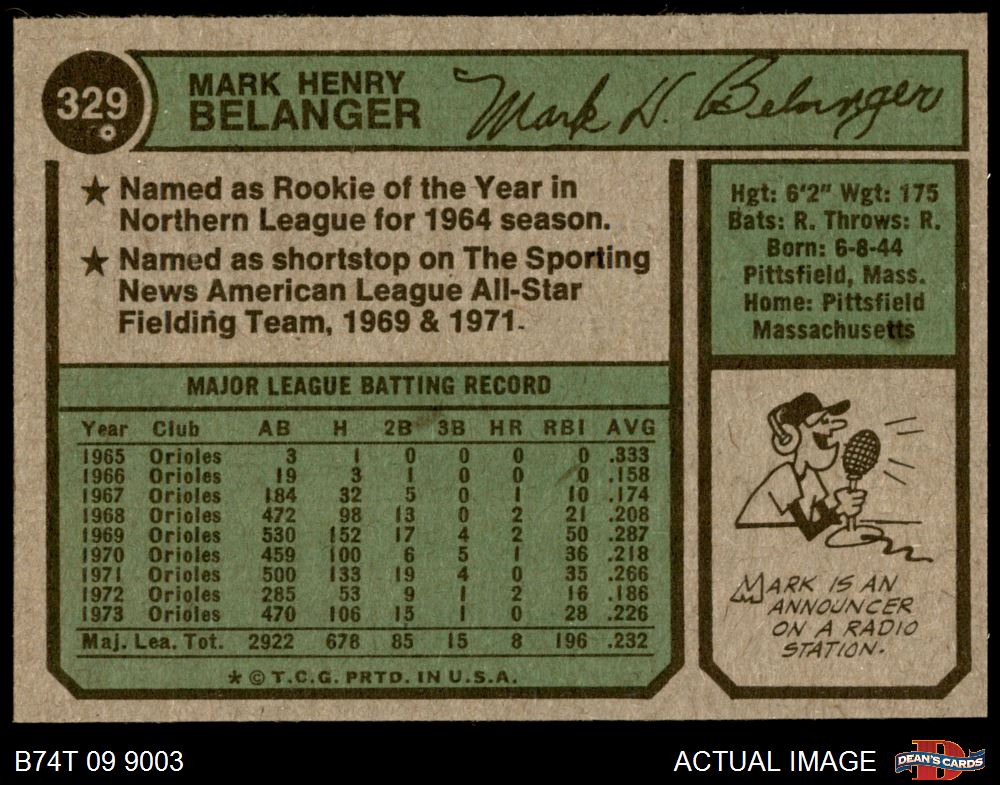 329
MARK HENRY
BELANGER
Mark H. Belanger
★ Named as Rookie of the Year in
Northern League for 1964 season.
★ Named as shortstop on The Sporting
News American League All-Star
Fielding Team, 1969 & 1971.
Hgt: 6'2" Wgt: 175
Bats: R. Throws: R.
Born: 6-8-44
Pittsfield, Mass.
Home: Pittsfield
Massachusetts
MAJOR LEAGUE BATTING RECORD
Year Club AB H 2B 3B HR RBI AVG
1965 Orioles 3 1 0 0 0 0 .333
1966 Orioles 19 3 1 0 0 0 .158
1967 Orioles 184 32 5 0 1 10 .174
1968 Orioles 472 98 13 0 2 21 .208
1969 Orioles 530 152 17 4 2 50 .287
1970 Orioles 459 100 6 5 1 36 .218
1971 Orioles 500 133 19 4 0 35 .266
1972 Orioles 285 53 9 1 2 16 .186
1973 Orioles 470 106 15 1 0 28 .226
Maj. Lea. Tot. 2922 678 85 15 8 196 .232
★ © T.C.G. PRTD. IN U.S.A.
MARK IS AN
ANNOUNCER
ON A RADIO
STATION.
B74T 09 9003
ACTUAL IMAGE
D
DEAN'S CARDS